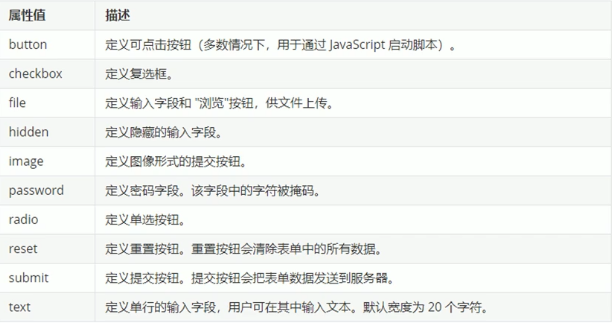 属性值 描述
button 定义可点击按钮（多数情况下，用于通过 JavaScript 启动脚本）。
checkbox 定义复选框。
file 定义输入字段和 "浏览"按钮，供文件上传。
hidden 定义隐藏的输入字段。
image 定义图像形式的提交按钮。
password 定义密码字段。该字段中的字符被掩码。
radio 定义单选按钮。
reset 定义重置按钮。重置按钮会清除表单中的所有数据。
submit 定义提交按钮。提交按钮会把表单数据发送到服务器。
text 定义单行的输入字段，用户可在其中输入文本。默认宽度为 20 个字符。